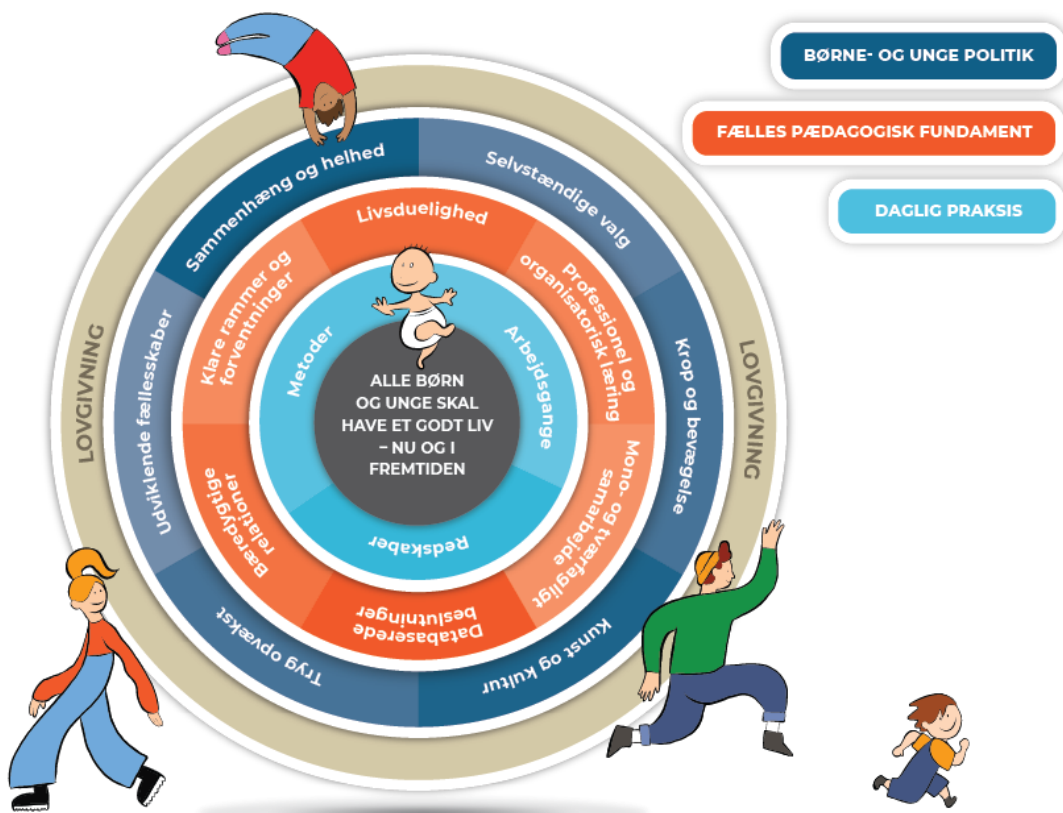 BØRNE- OG UNGE POLITIK
FÆLLES PÆDAGOGISK FUNDAMENT
DAGLIG PRAKSIS
LOVGIVNING
LOVGIVNING
Sammenhæng og helhed
Selvstændige valg
Krop og bevægelse
Kunst og kultur
Tryg opvækst
Udviklende fællesskaber
Livsduelighed
Professionel og
organisatorisk læring
Mono- og tværfagligt
samarbejde
Databaserede
beslutninger
Bæredygtige
relationer
Klare rammer og
forventninger
Metoder
Arbejdsgange
Redskaber
ALLE BØRN
OG UNGE SKAL
HAVE ET GODT LIV
– NU OG I
FREMTIDEN